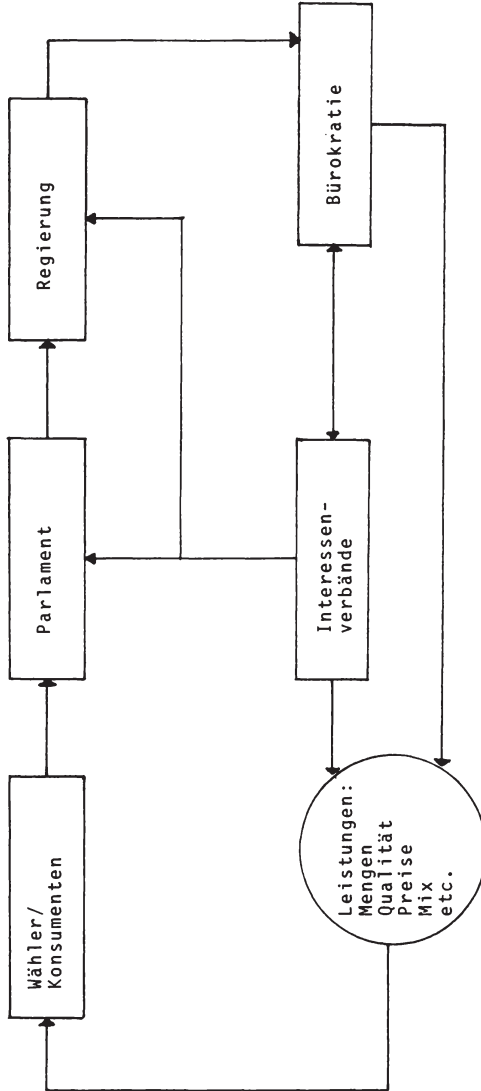 Wähler/
Konsumenten
Parlament
Regierung
Leistungen:
Mengen
Qualität
Preise
Mix
etc.
Interessen-
verbände
Bürokratie